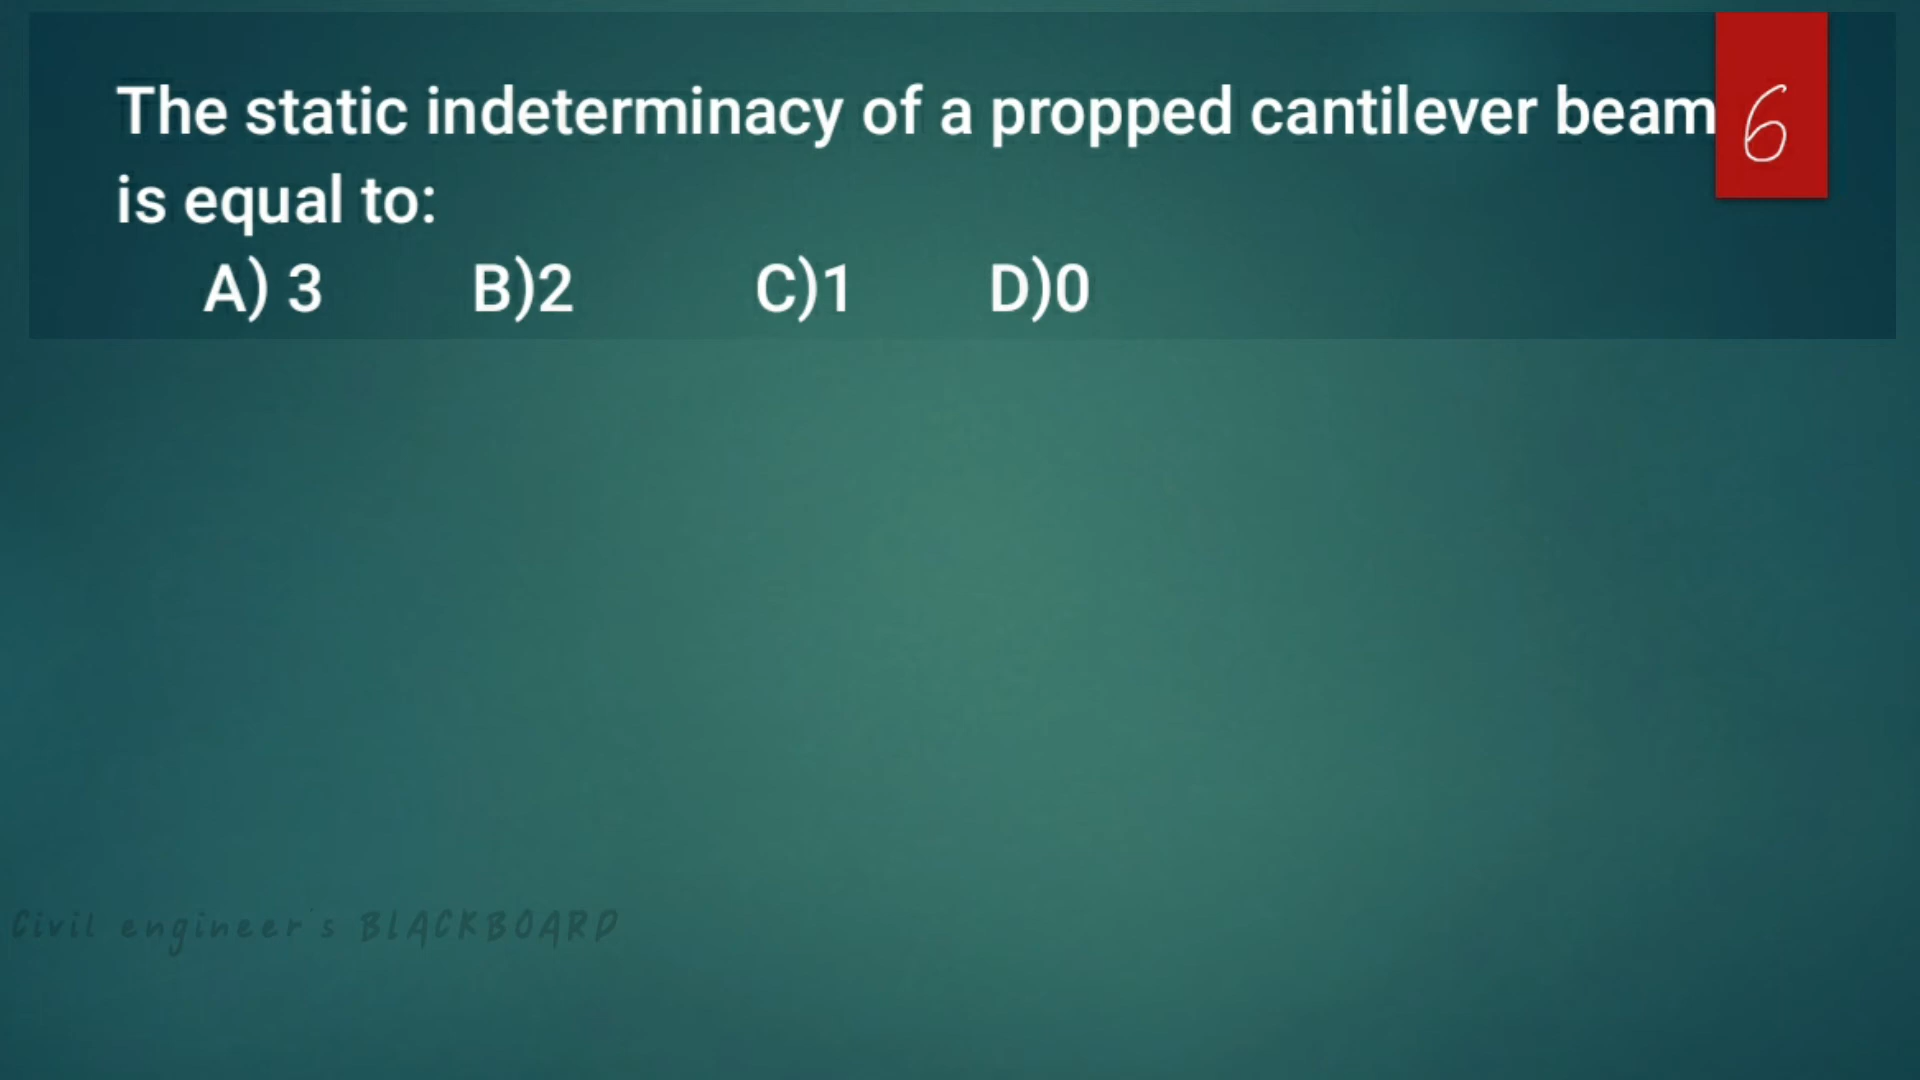 The static indeterminacy of a propped cantilever beam
6
is equal to:
A) 3 B)2 C)1 D)0
Civil engineer's BLACKBOARD